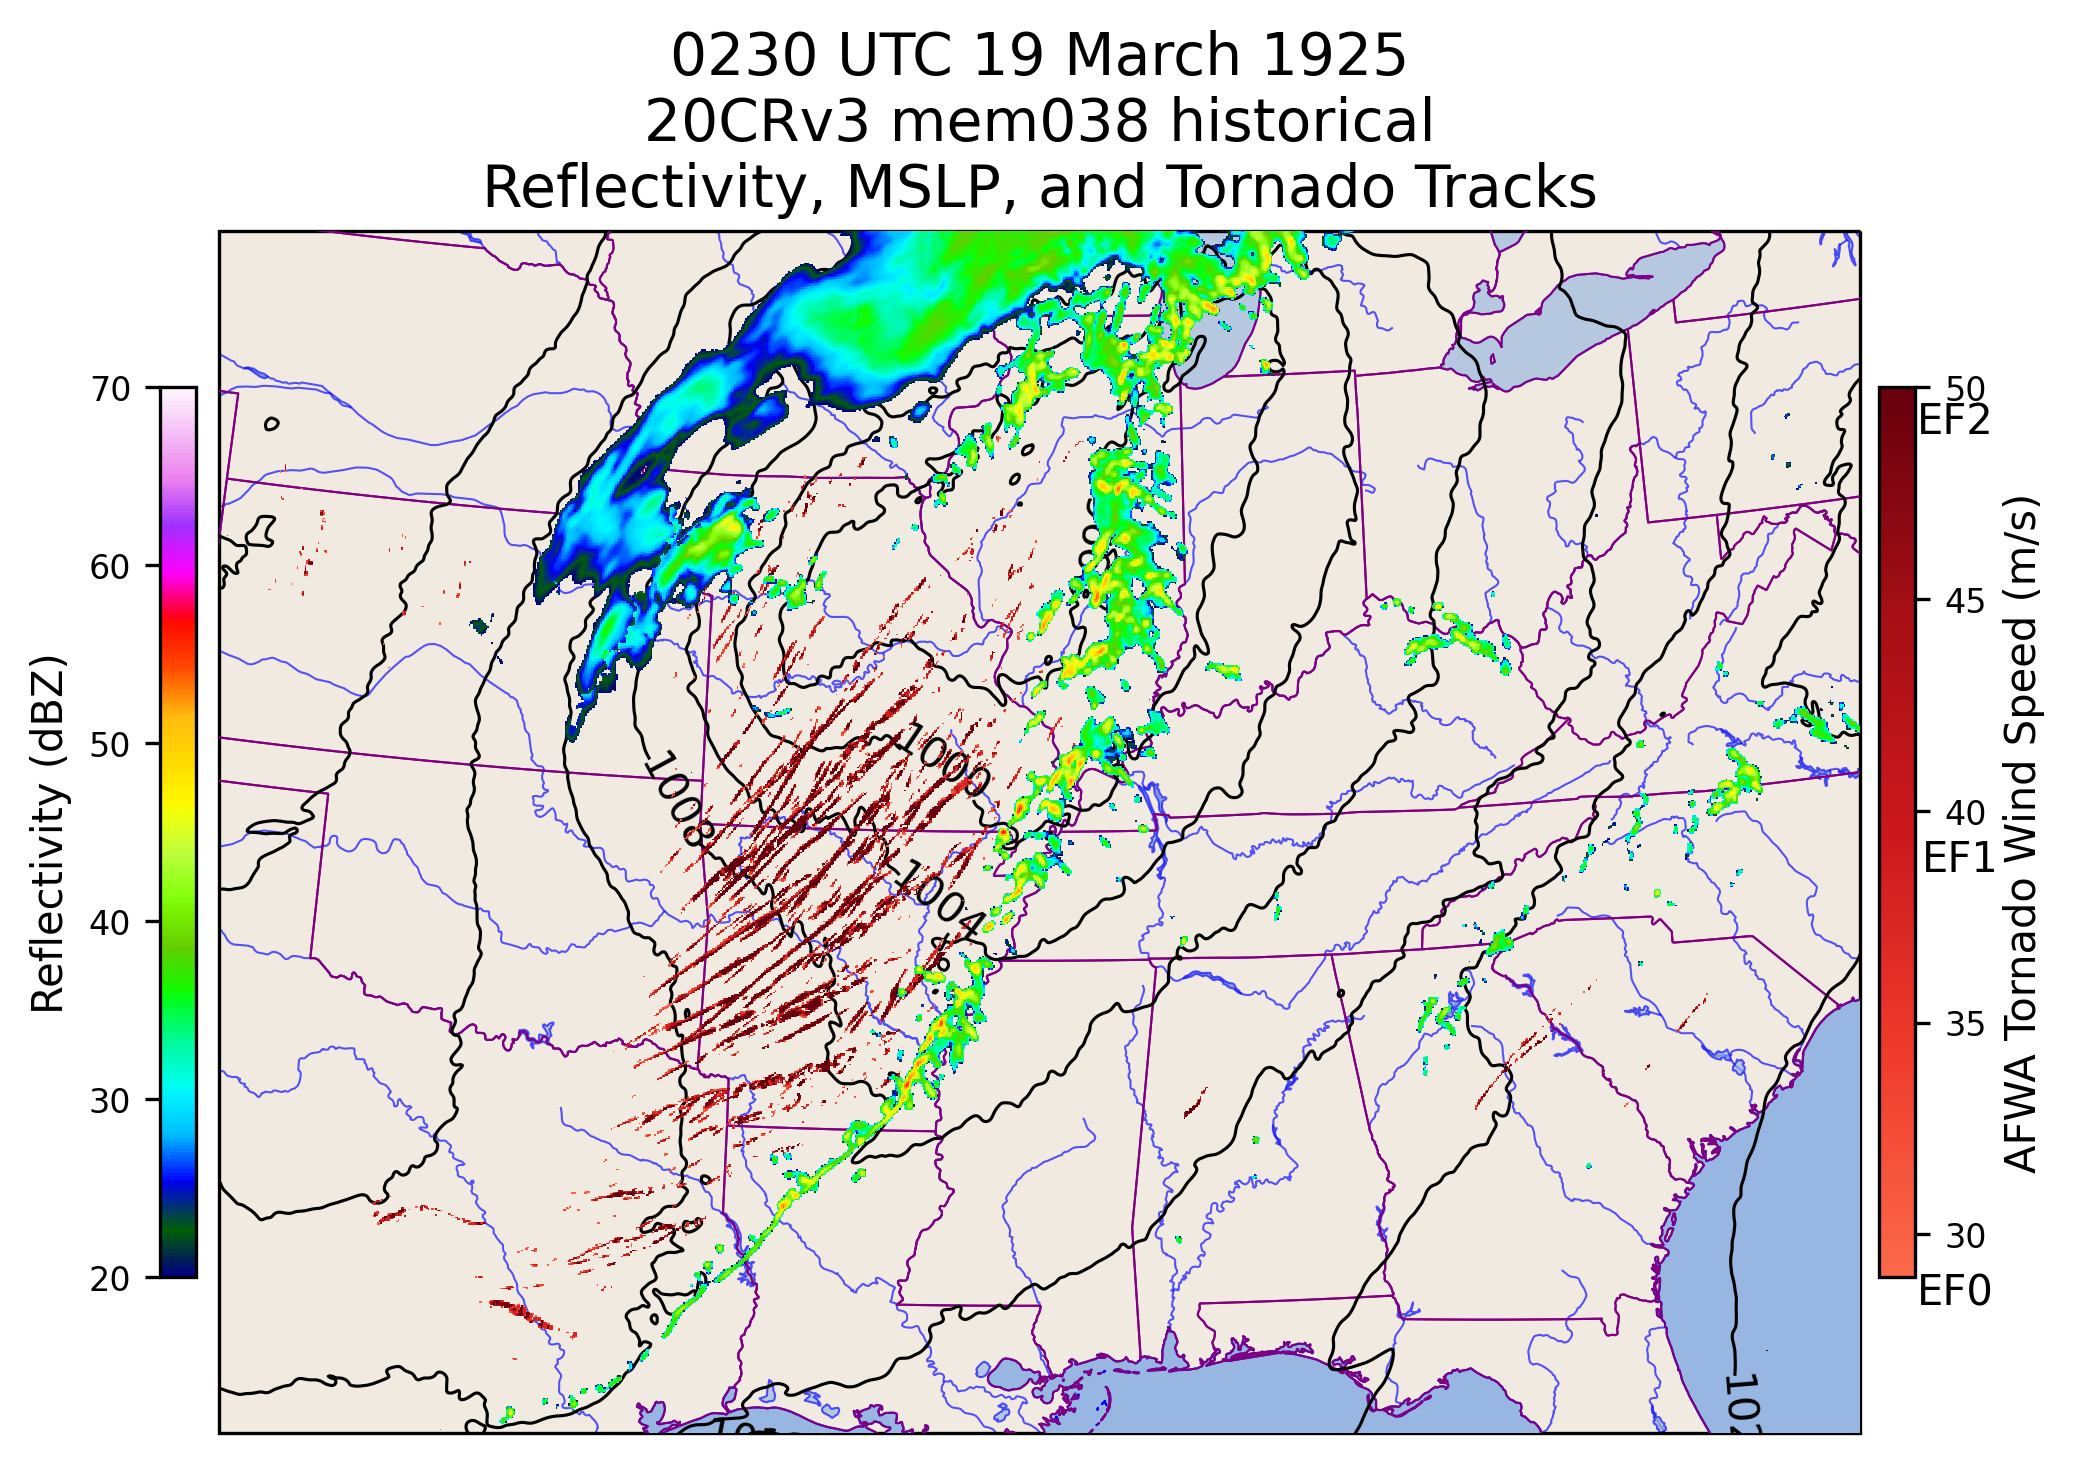 0230 UTC 19 March 1925
20CRv3 mem038 historical
Reflectivity, MSLP, and Tornado Tracks
Reflectivity (dBZ)
70
60
50
40
30
20
1008
1000
1004
50
EF2
45
40
EF1
35
30
EF0
AFWA Tornado Wind Speed (m/s)